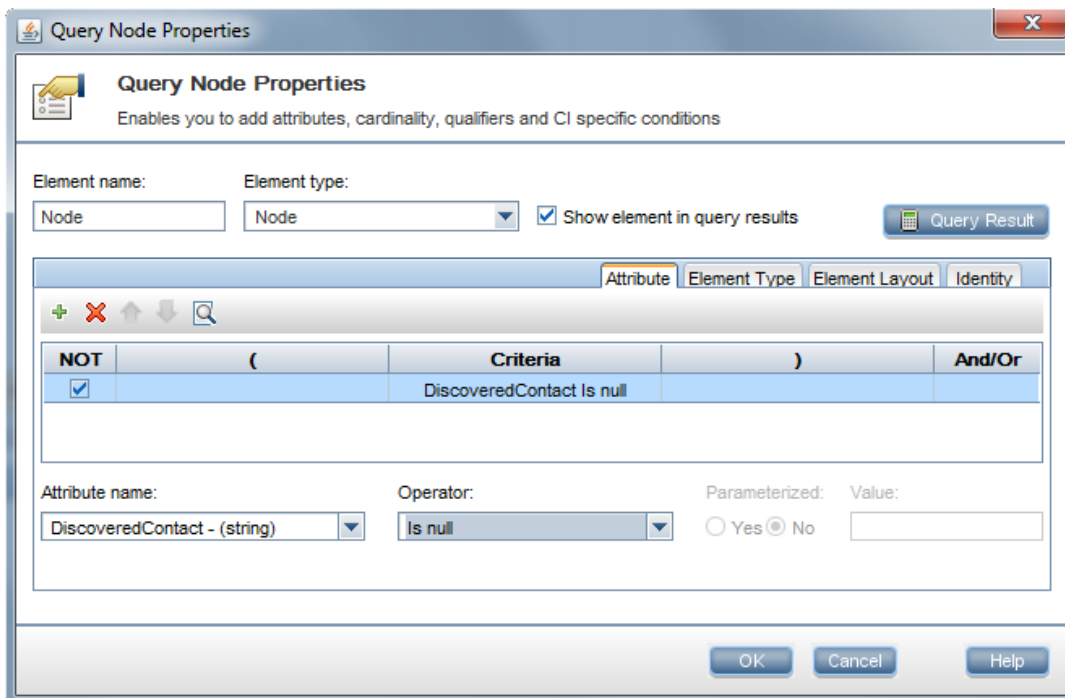 Query Node Properties
Query Node Properties
Enables you to add attributes, cardinality, qualifiers and CI specific conditions
Element name: Element type:
Node Node Show element in query results Query Result
Attribute Element Type Element Layout Identity
NOT ( Criteria ) And/Or
DiscoveredContact Is null
Attribute name: Operator: Parameterized: Value:
DiscoveredContact - (string) Is null Yes No
OK Cancel Help